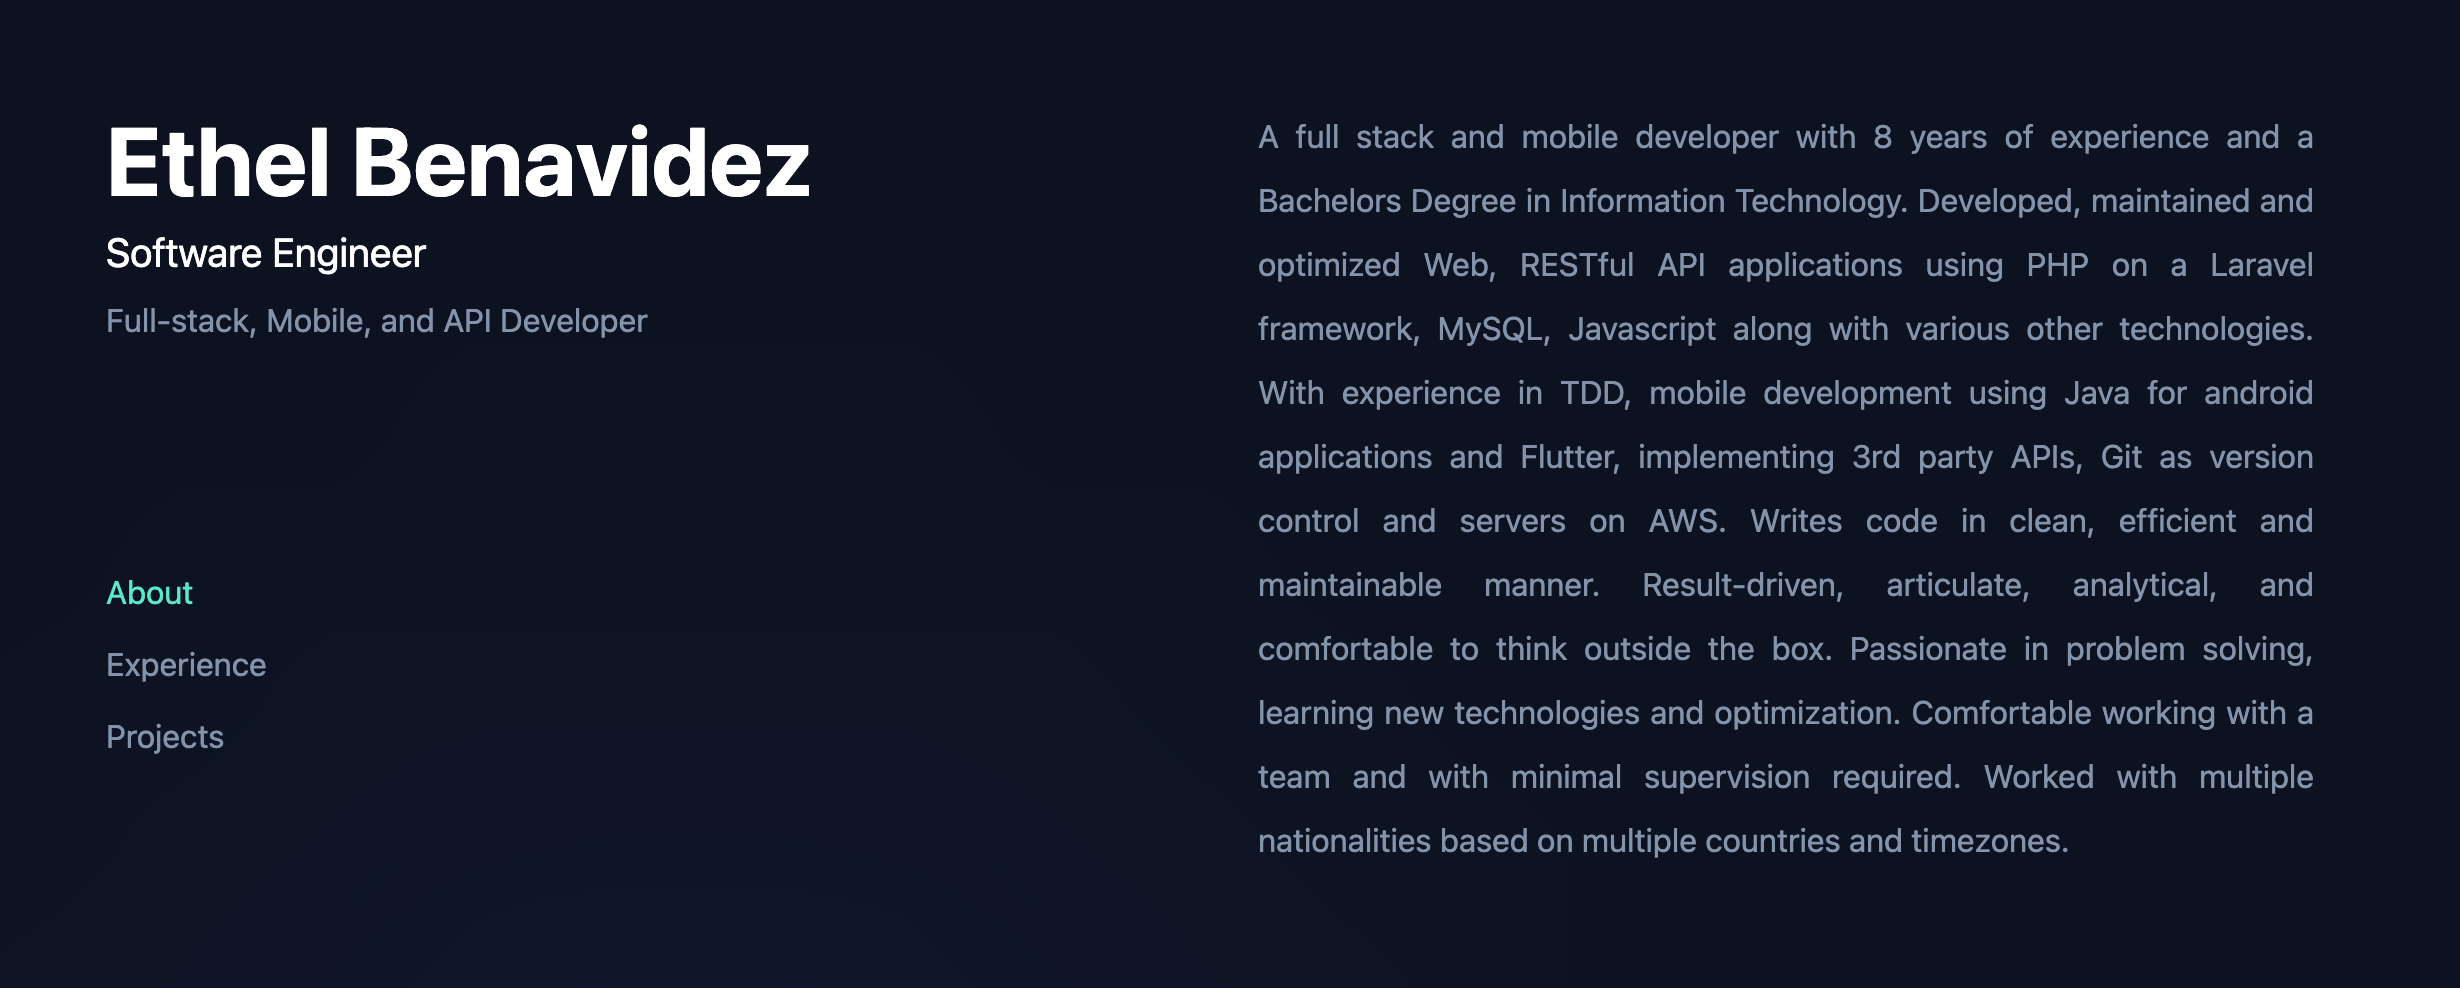 Ethel Benavidez
Software Engineer
Full-stack, Mobile, and API Developer
About
Experience
Projects
A full stack and mobile developer with 8 years of experience and a
Bachelors Degree in Information Technology. Developed, maintained and
optimized Web, RESTful API applications using PHP on a Laravel
framework, MySQL, Javascript along with various other technologies.
With experience in TDD, mobile development using Java for android
applications and Flutter, implementing 3rd party APIs, Git as version
control and servers on AWS. Writes code in clean, efficient and
maintainable manner. Result-driven, articulate, analytical, and
comfortable to think outside the box. Passionate in problem solving,
learning new technologies and optimization. Comfortable working with a
team and with minimal supervision required. Worked with multiple
nationalities based on multiple countries and timezones.